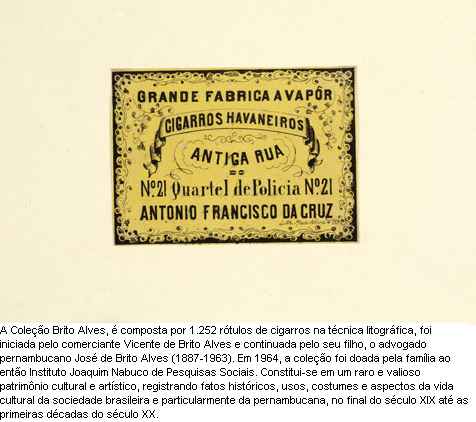 GRANDE FABRICA A VAPÔR
CIGARROS HAVANEIROS
ANTIGA RUA
DO
Nº21 Quartel de Policia Nº21
ANTONIO FRANCISCO DA CRUZ
A Coleção Brito Alves, é composta por 1.252 rótulos de cigarros na técnica litográfica, foi
iniciada pelo comerciante Vicente de Brito Alves e continuada pelo seu filho, o advogado
pernambucano José de Brito Alves (1887-1963). Em 1964, a coleção foi doada pela família ao
então Instituto Joaquim Nabuco de Pesquisas Sociais. Constitui-se em um raro e valioso
patrimônio cultural e artístico, registrando fatos históricos, usos, costumes e aspectos da vida
cultural da sociedade brasileira e particularmente da pernambucana, no final do século XIX até as
primeiras décadas do século XX.